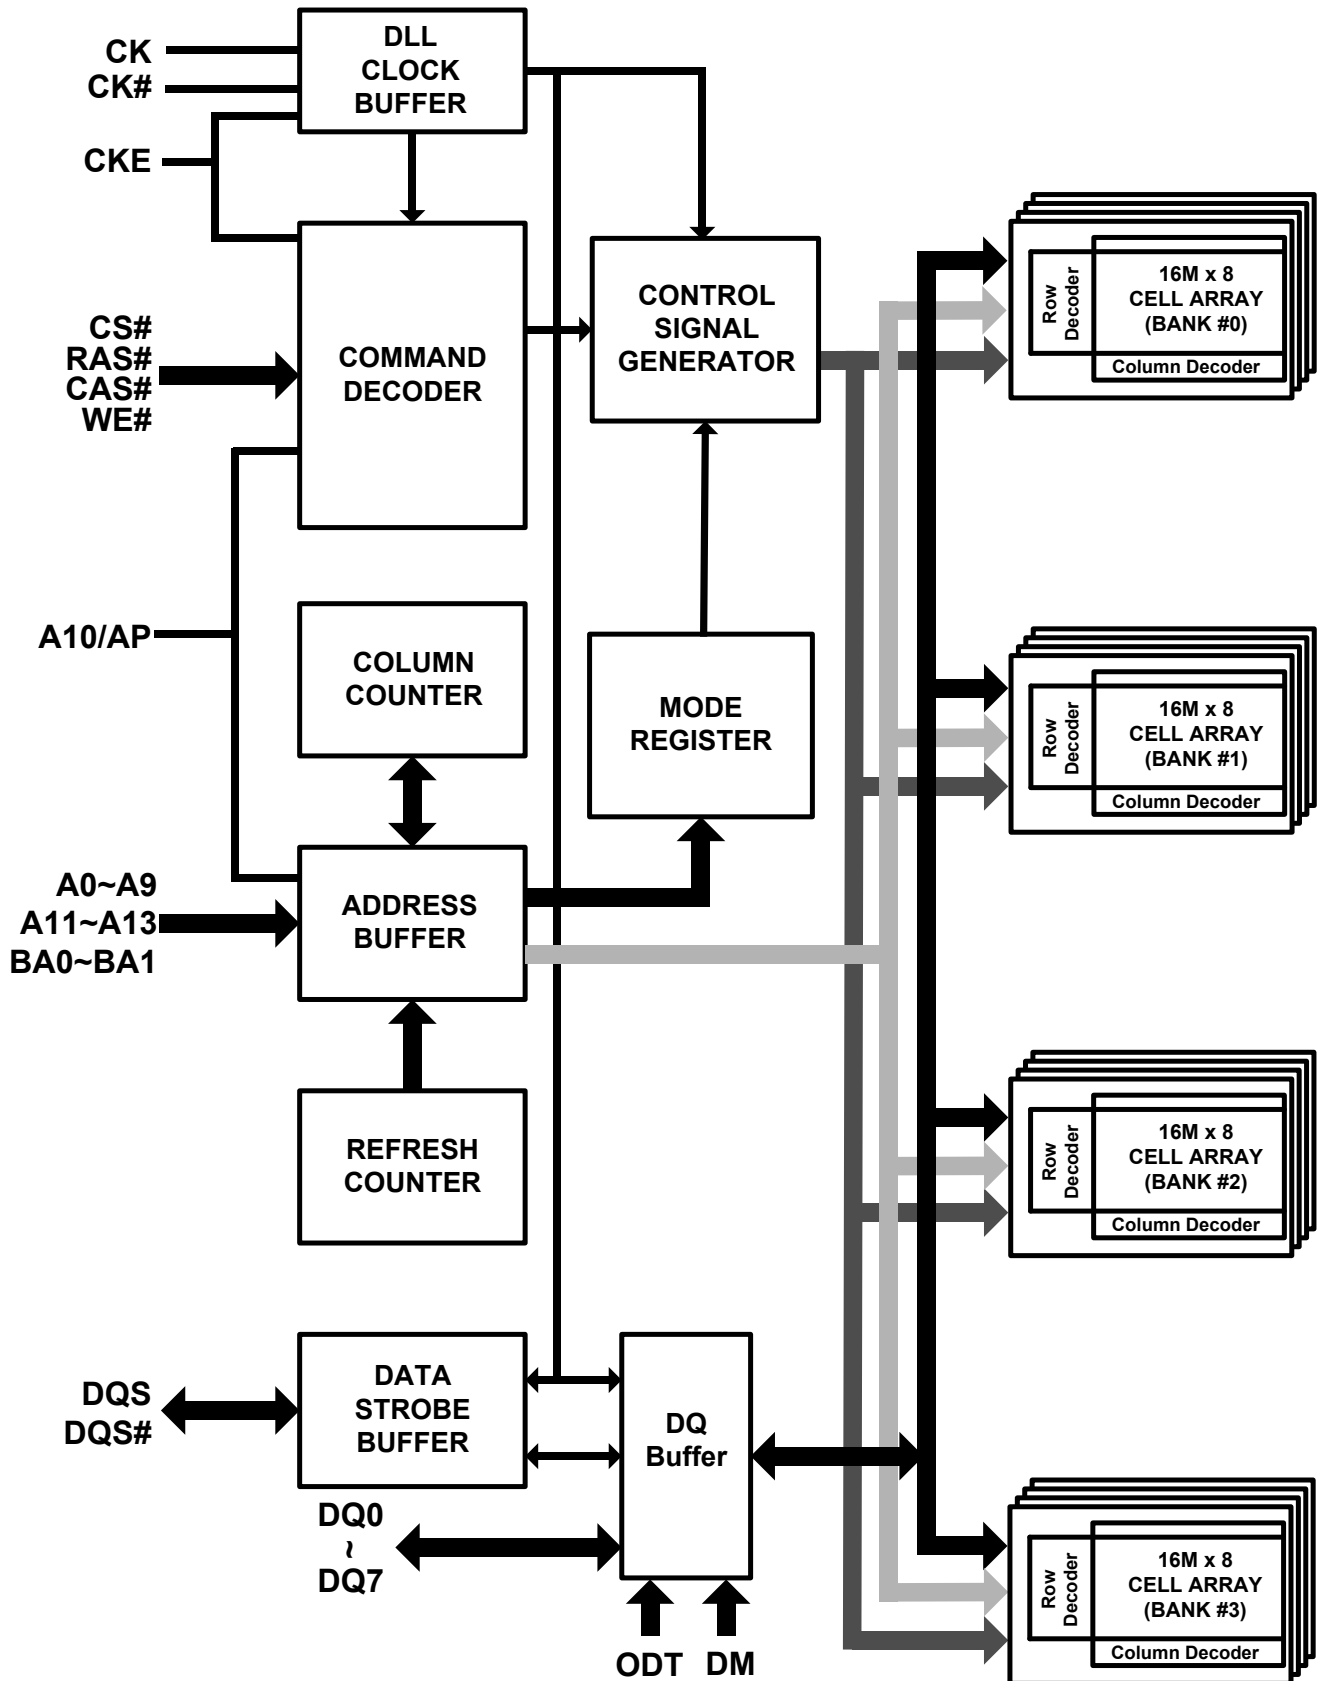 CK
CK#
CKE
DLL
CLOCK
BUFFER
CS#
RAS#
CAS#
WE#
COMMAND
DECODER
CONTROL
SIGNAL
GENERATOR
A10/AP
COLUMN
COUNTER
MODE
REGISTER
A0~A9
A11~A13
BA0~BA1
ADDRESS
BUFFER
REFRESH
COUNTER
DQS
DQS#
DATA
STROBE
BUFFER
DQ
Buffer
DQ0
~
DQ7
ODT
DM
Row
Decoder
16M x 8
CELL ARRAY
(BANK #0)
Column Decoder
Row
Decoder
16M x 8
CELL ARRAY
(BANK #1)
Column Decoder
Row
Decoder
16M x 8
CELL ARRAY
(BANK #2)
Column Decoder
Row
Decoder
16M x 8
CELL ARRAY
(BANK #3)
Column Decoder